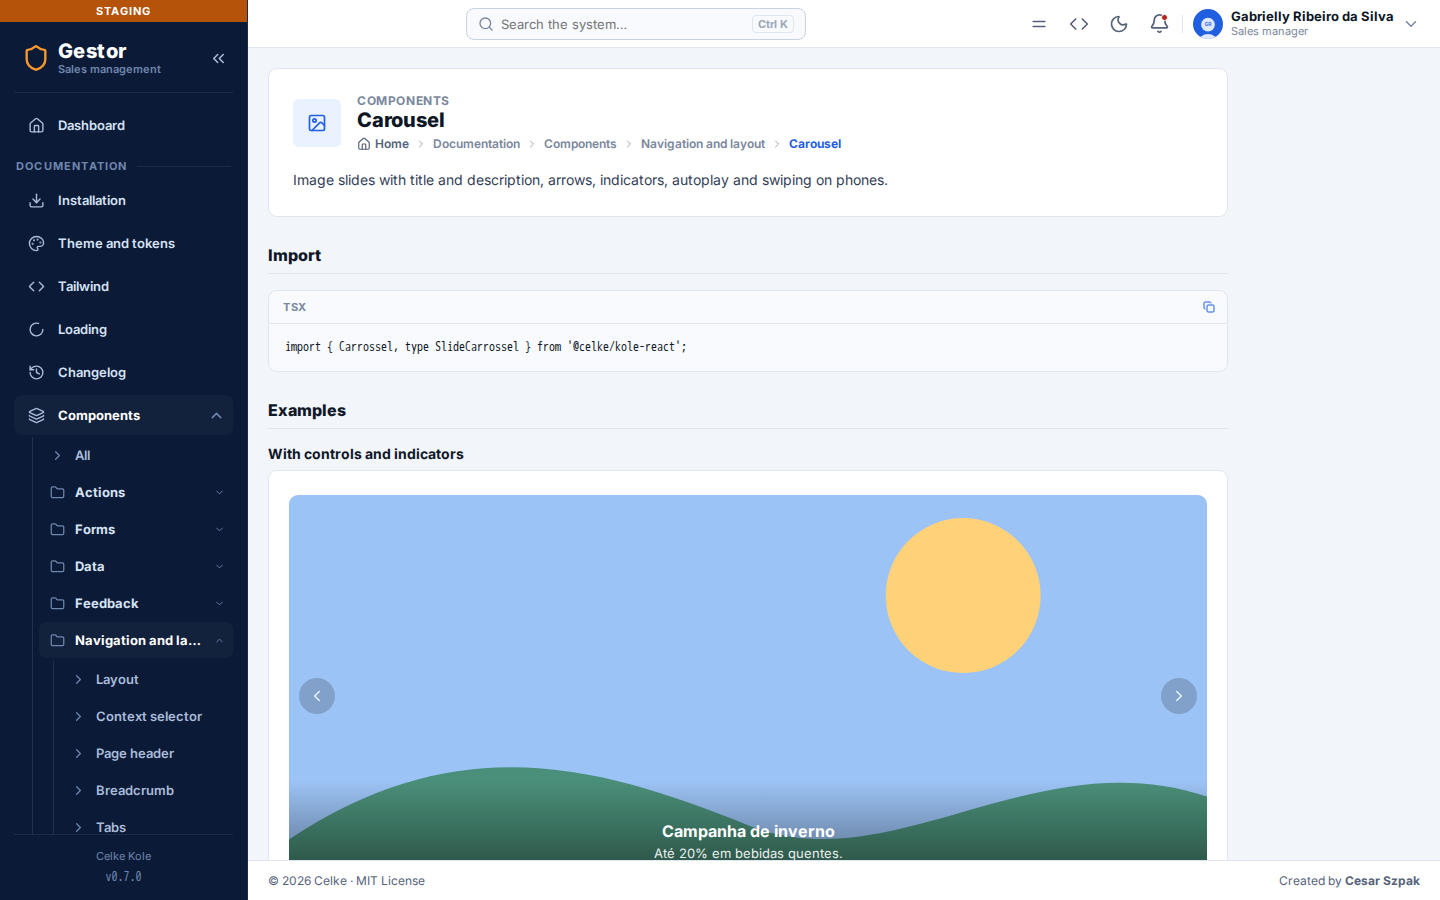 STAGING
Gestor
Sales management
Dashboard
DOCUMENTATION
Installation
Theme and tokens
Tailwind
Loading
Changelog
Components
All
Actions
Forms
Data
Feedback
Navigation and la...
Layout
Context selector
Page header
Breadcrumb
Tabs
Celke Kole
v0.7.0
Search the system...
Ctrl K
GR
Gabrielly Ribeiro da Silva
Sales manager
COMPONENTS
Carousel
Home > Documentation > Components > Navigation and layout > Carousel
Image slides with title and description, arrows, indicators, autoplay and swiping on phones.
Import
TSX
import { Carrossel, type SlideCarrossel } from '@celke/kole-react';
Examples
With controls and indicators
Campanha de inverno
Até 20% em bebidas quentes.
© 2026 Celke · MIT License
Created by Cesar Szpak